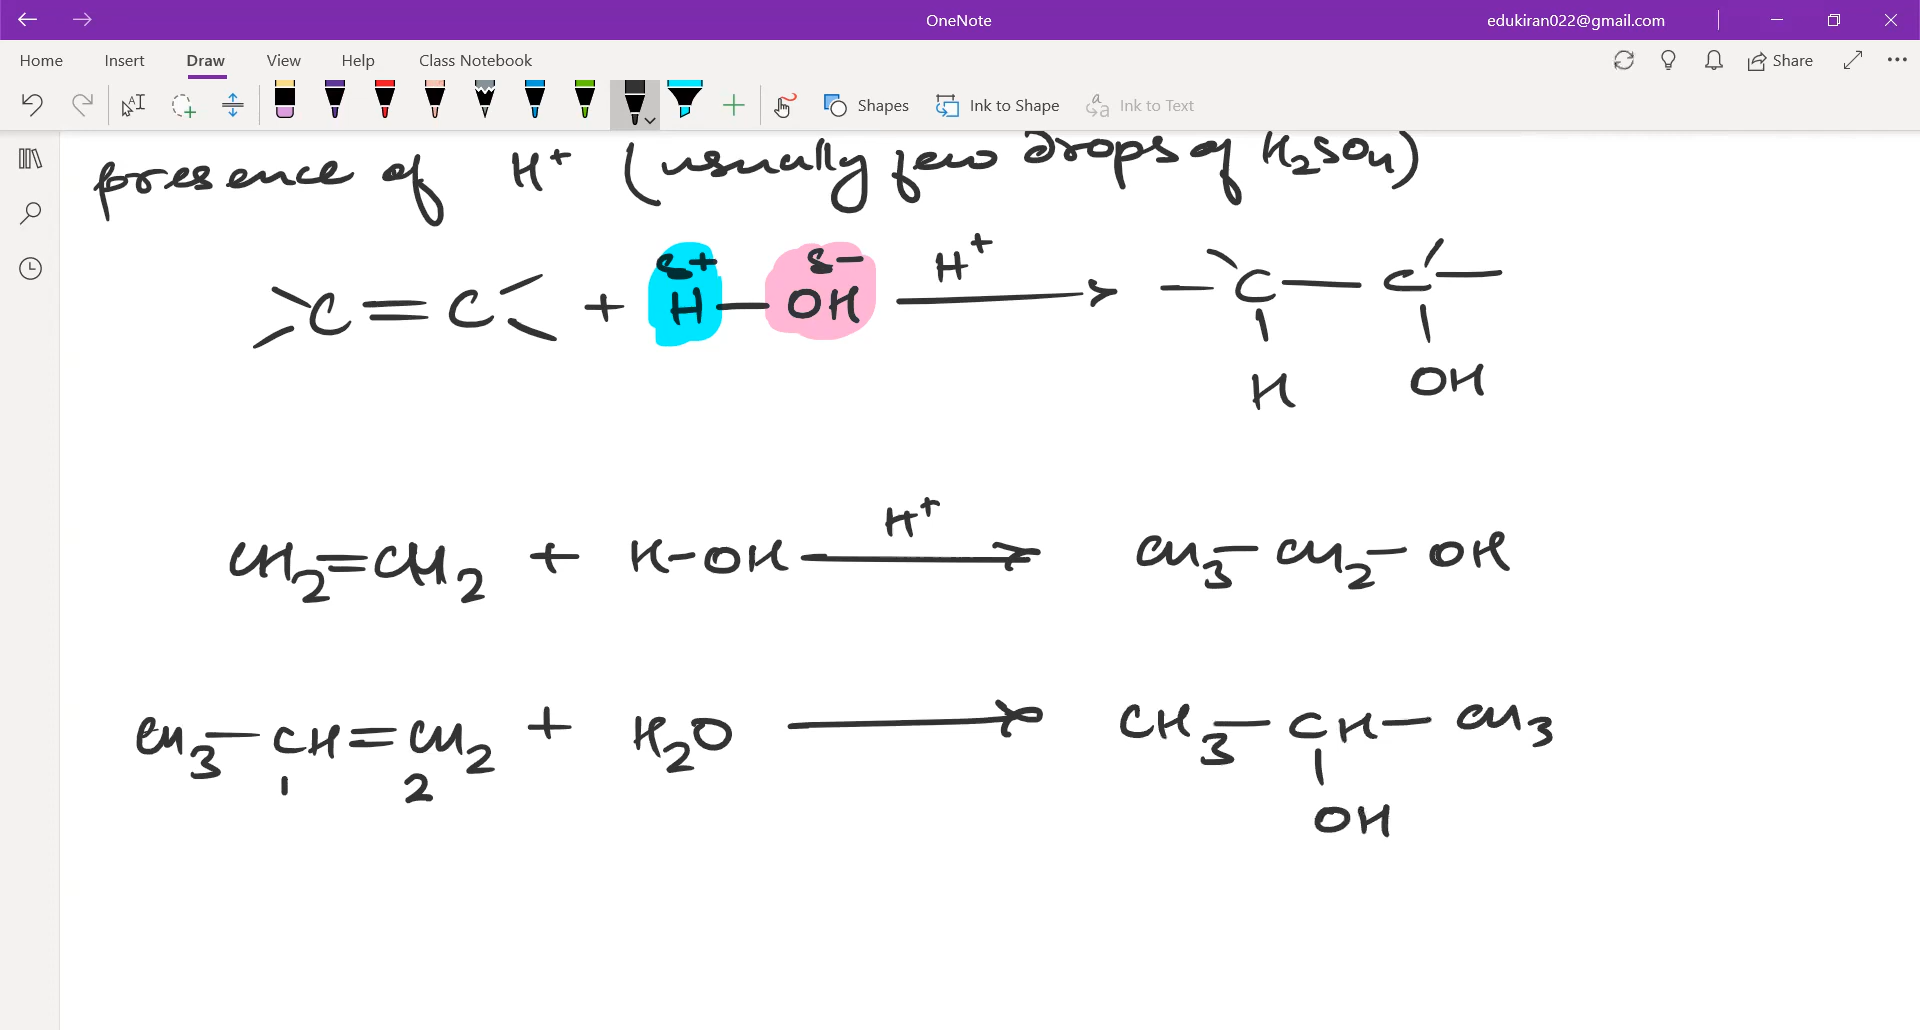 OneNote
edukiran022@gmail.com
Home Insert Draw View Help Class Notebook
Share
Shapes Ink to Shape Ink to Text
presence of H⁺ (usually few drops of H₂SO₄)
δ+ δ−
>C=C< + H—OH H⁺→ —C—C—
H OH
CH₂=CH₂ + H-OH H⁺→ CH₃—CH₂—OH
CH₃—CH=CH₂ + H₂O → CH₃—CH—CH₃
1 2
OH